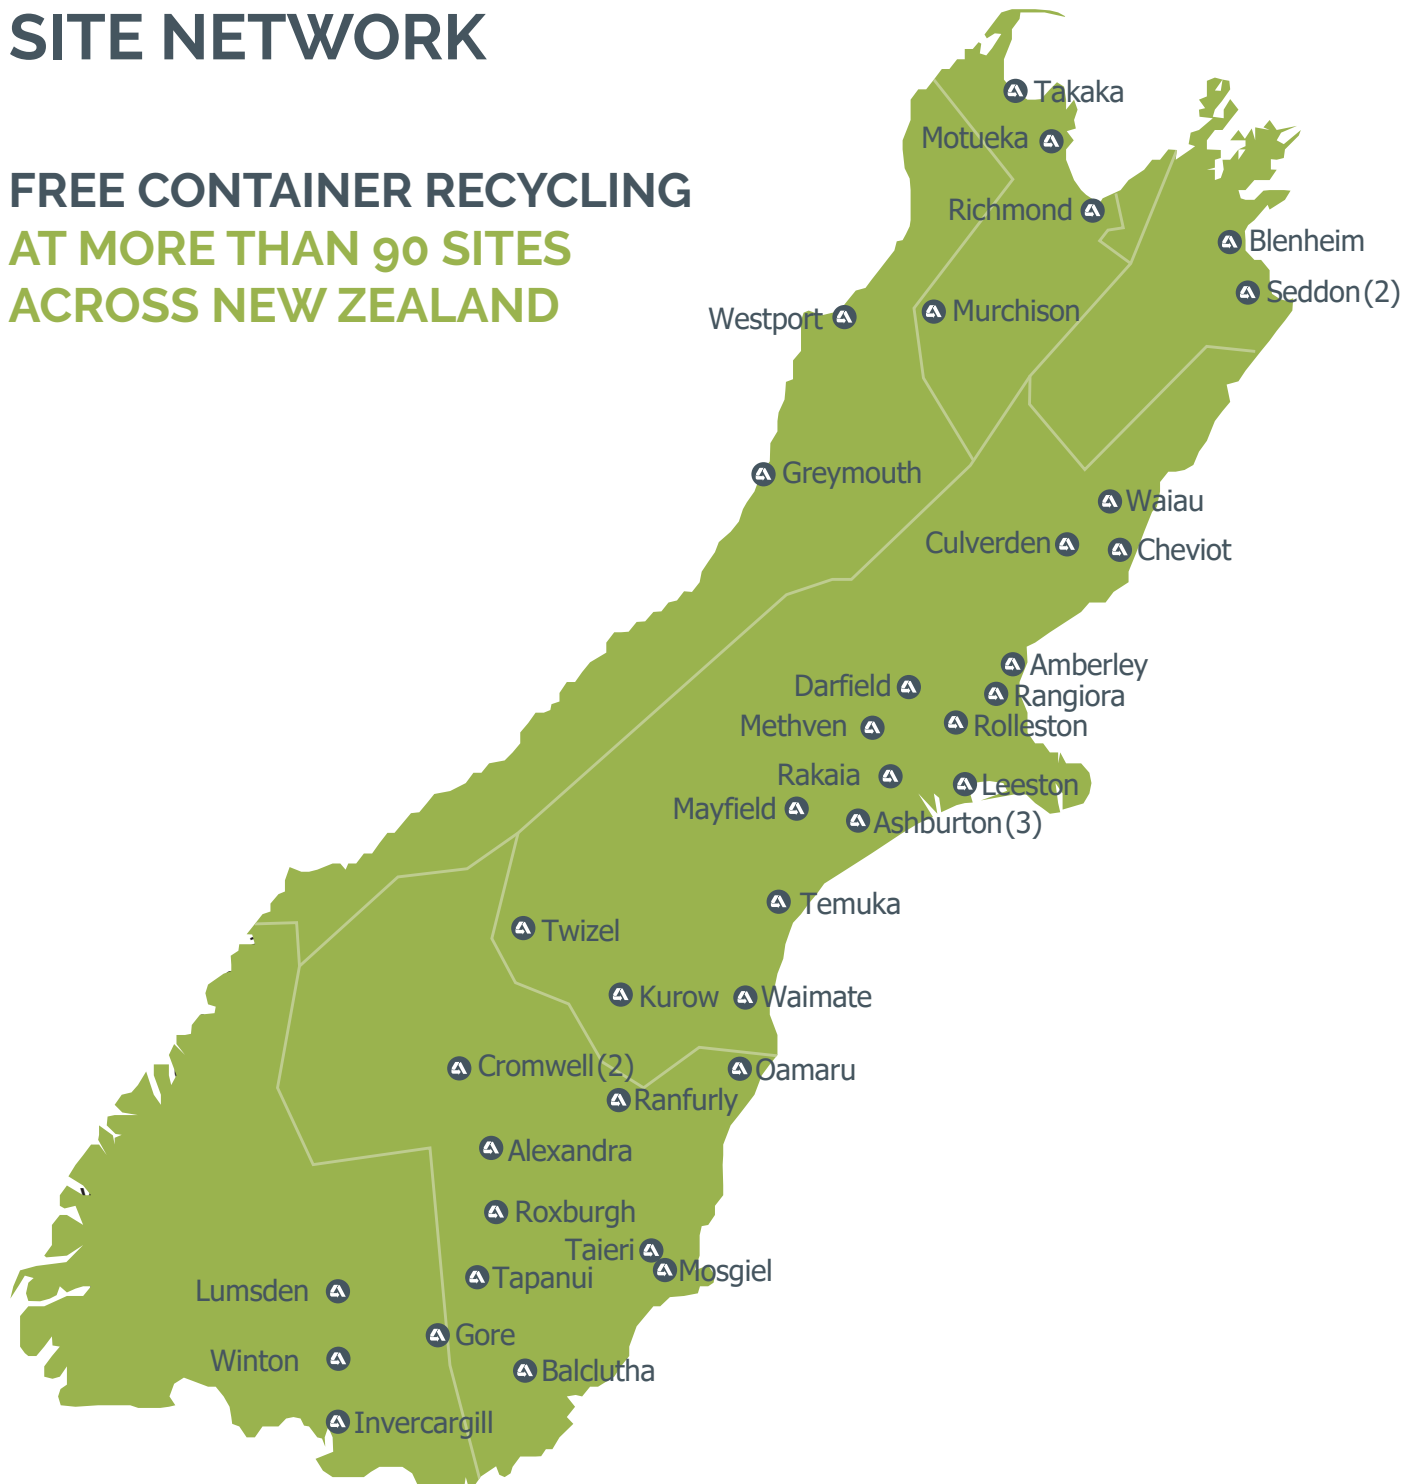 SITE NETWORK
FREE CONTAINER RECYCLING
AT MORE THAN 90 SITES
ACROSS NEW ZEALAND
Takaka
Motueka
Richmond
Blenheim
Seddon(2)
Westport
Murchison
Greymouth
Waiau
Culverden
Cheviot
Amberley
Darfield
Rangiora
Methven
Rolleston
Rakaia
Leeston
Mayfield
Ashburton(3)
Temuka
Twizel
Kurow
Waimate
Cromwell(2)
Oamaru
Ranfurly
Alexandra
Roxburgh
Taieri
Mosgiel
Tapanui
Lumsden
Gore
Winton
Balclutha
Invercargill